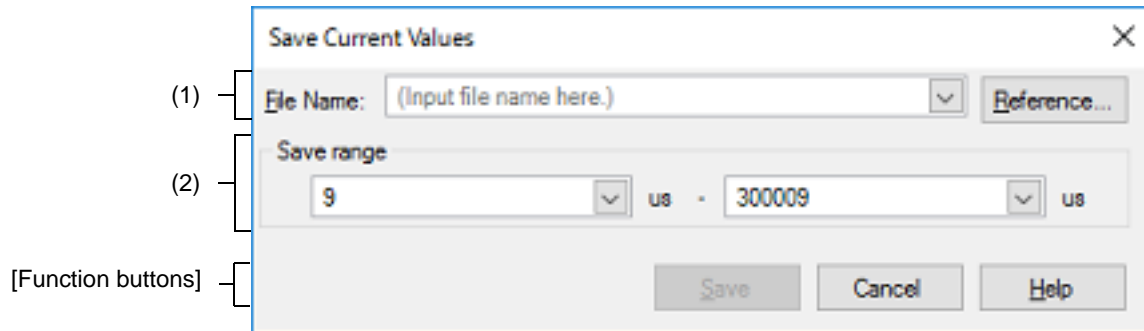 Save Current Values
(1) File Name: (Input file name here.) Reference...
Save range
(2) 9 us - 300009 us
[Function buttons] Save Cancel Help